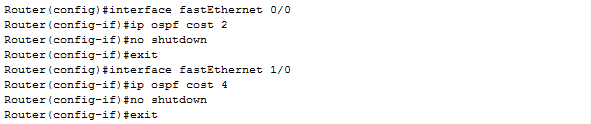 Router(config)#interface fastEthernet 0/0
Router(config-if)#ip ospf cost 2
Router(config-if)#no shutdown
Router(config-if)#exit
Router(config)#interface fastEthernet 1/0
Router(config-if)#ip ospf cost 4
Router(config-if)#no shutdown
Router(config-if)#exit